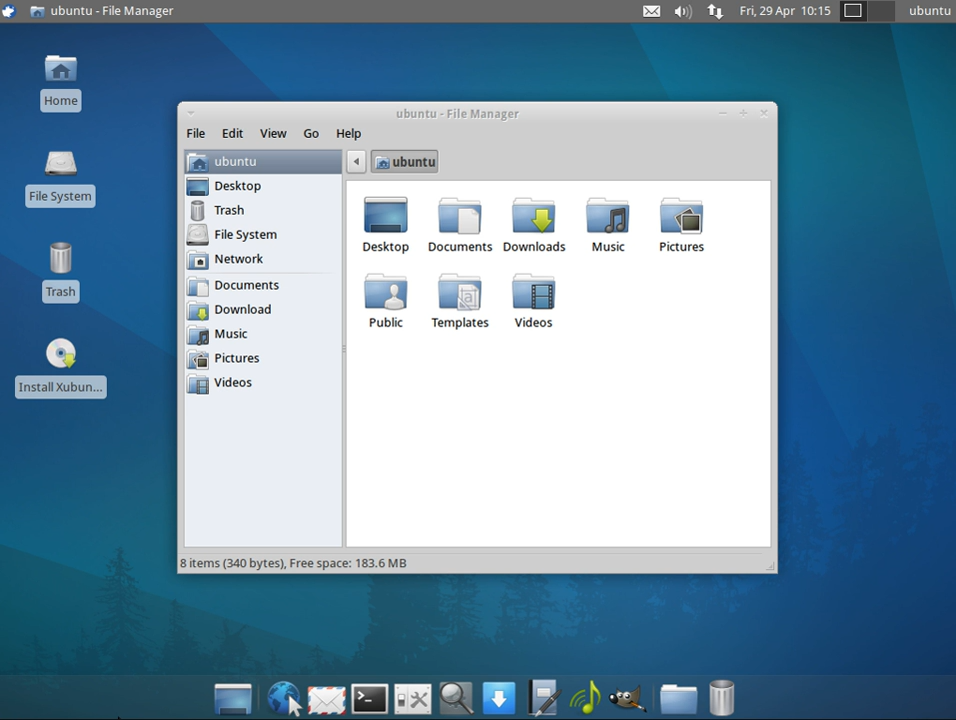 ubuntu - File Manager
Fri, 29 Apr 10:15
ubuntu
Home
File System
Trash
Install Xubun...
ubuntu - File Manager
File Edit View Go Help
ubuntu
Desktop
Trash
File System
Network
Documents
Download
Music
Pictures
Videos
ubuntu
Desktop Documents Downloads Music Pictures
Public Templates Videos
8 items (340 bytes), Free space: 183.6 MB